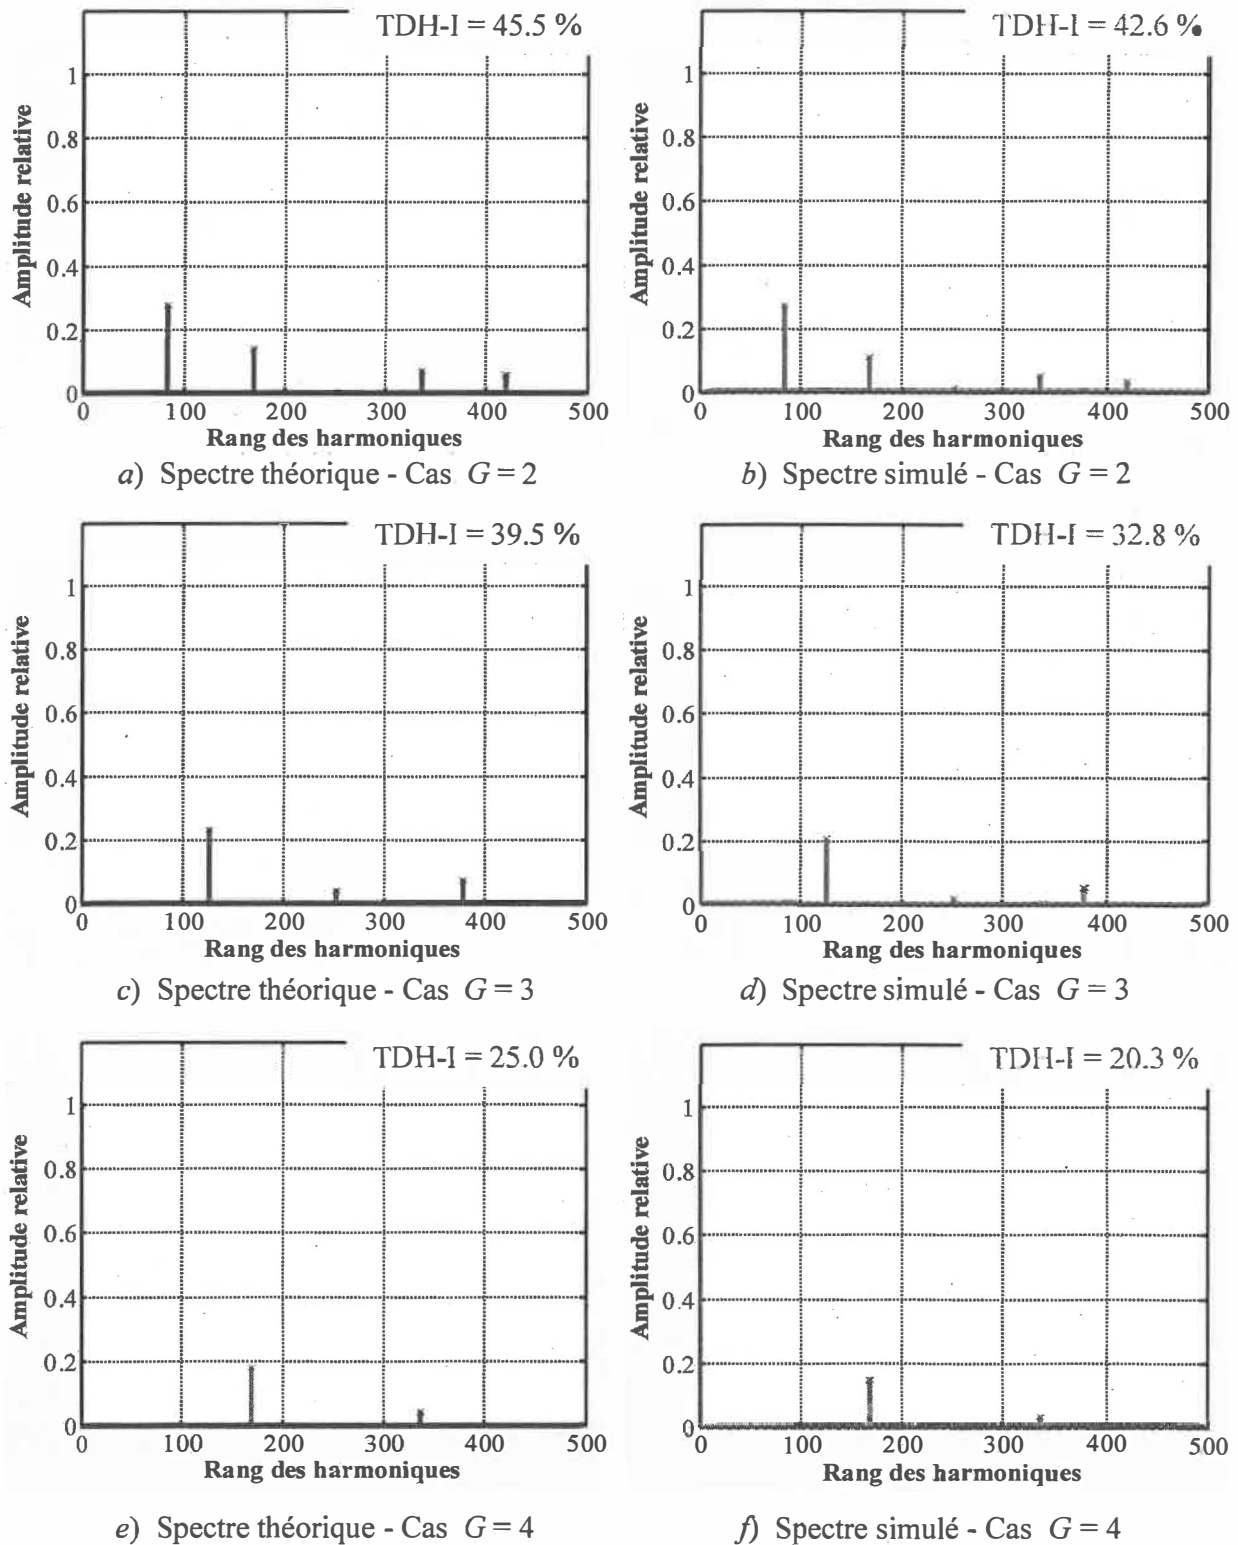 TDH-I = 45.5 %
Amplitude relative
1
0.8
0.6
0.4
0.2
0
0 100 200 300 400 500
Rang des harmoniques
a) Spectre théorique - Cas G = 2
TDH-I = 42.6 %
Amplitude relative
1
0.8
0.6
0.4
0.2
0
0 100 200 300 400 500
Rang des harmoniques
b) Spectre simulé - Cas G = 2
TDH-I = 39.5 %
Amplitude relative
1
0.8
0.6
0.4
0.2
0
0 100 200 300 400 500
Rang des harmoniques
c) Spectre théorique - Cas G = 3
TDH-I = 32.8 %
Amplitude relative
1
0.8
0.6
0.4
0.2
0
0 100 200 300 400 500
Rang des harmoniques
d) Spectre simulé - Cas G = 3
TDH-I = 25.0 %
Amplitude relative
1
0.8
0.6
0.4
0.2
0
0 100 200 300 400 500
Rang des harmoniques
e) Spectre théorique - Cas G = 4
TDH-I = 20.3 %
Amplitude relative
1
0.8
0.6
0.4
0.2
0
0 100 200 300 400 500
Rang des harmoniques
f) Spectre simulé - Cas G = 4